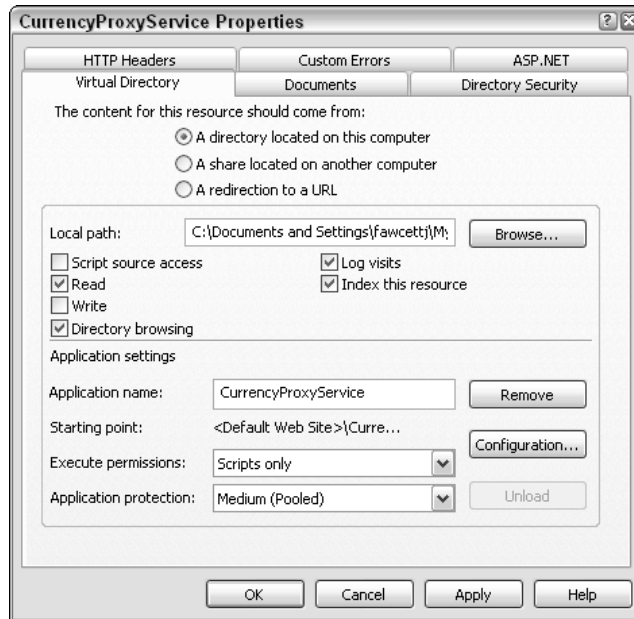 CurrencyProxyService Properties
HTTP Headers
Custom Errors
ASP.NET
Virtual Directory
Documents
Directory Security
The content for this resource should come from:
A directory located on this computer
A share located on another computer
A redirection to a URL
Local path:
C:\Documents and Settings\fawcettj\My
Browse...
Script source access
Log visits
Read
Index this resource
Write
Directory browsing
Application settings
Application name:
CurrencyProxyService
Remove
Starting point:
<Default Web Site>\Curre...
Configuration...
Execute permissions:
Scripts only
Application protection:
Medium (Pooled)
Unload
OK
Cancel
Apply
Help